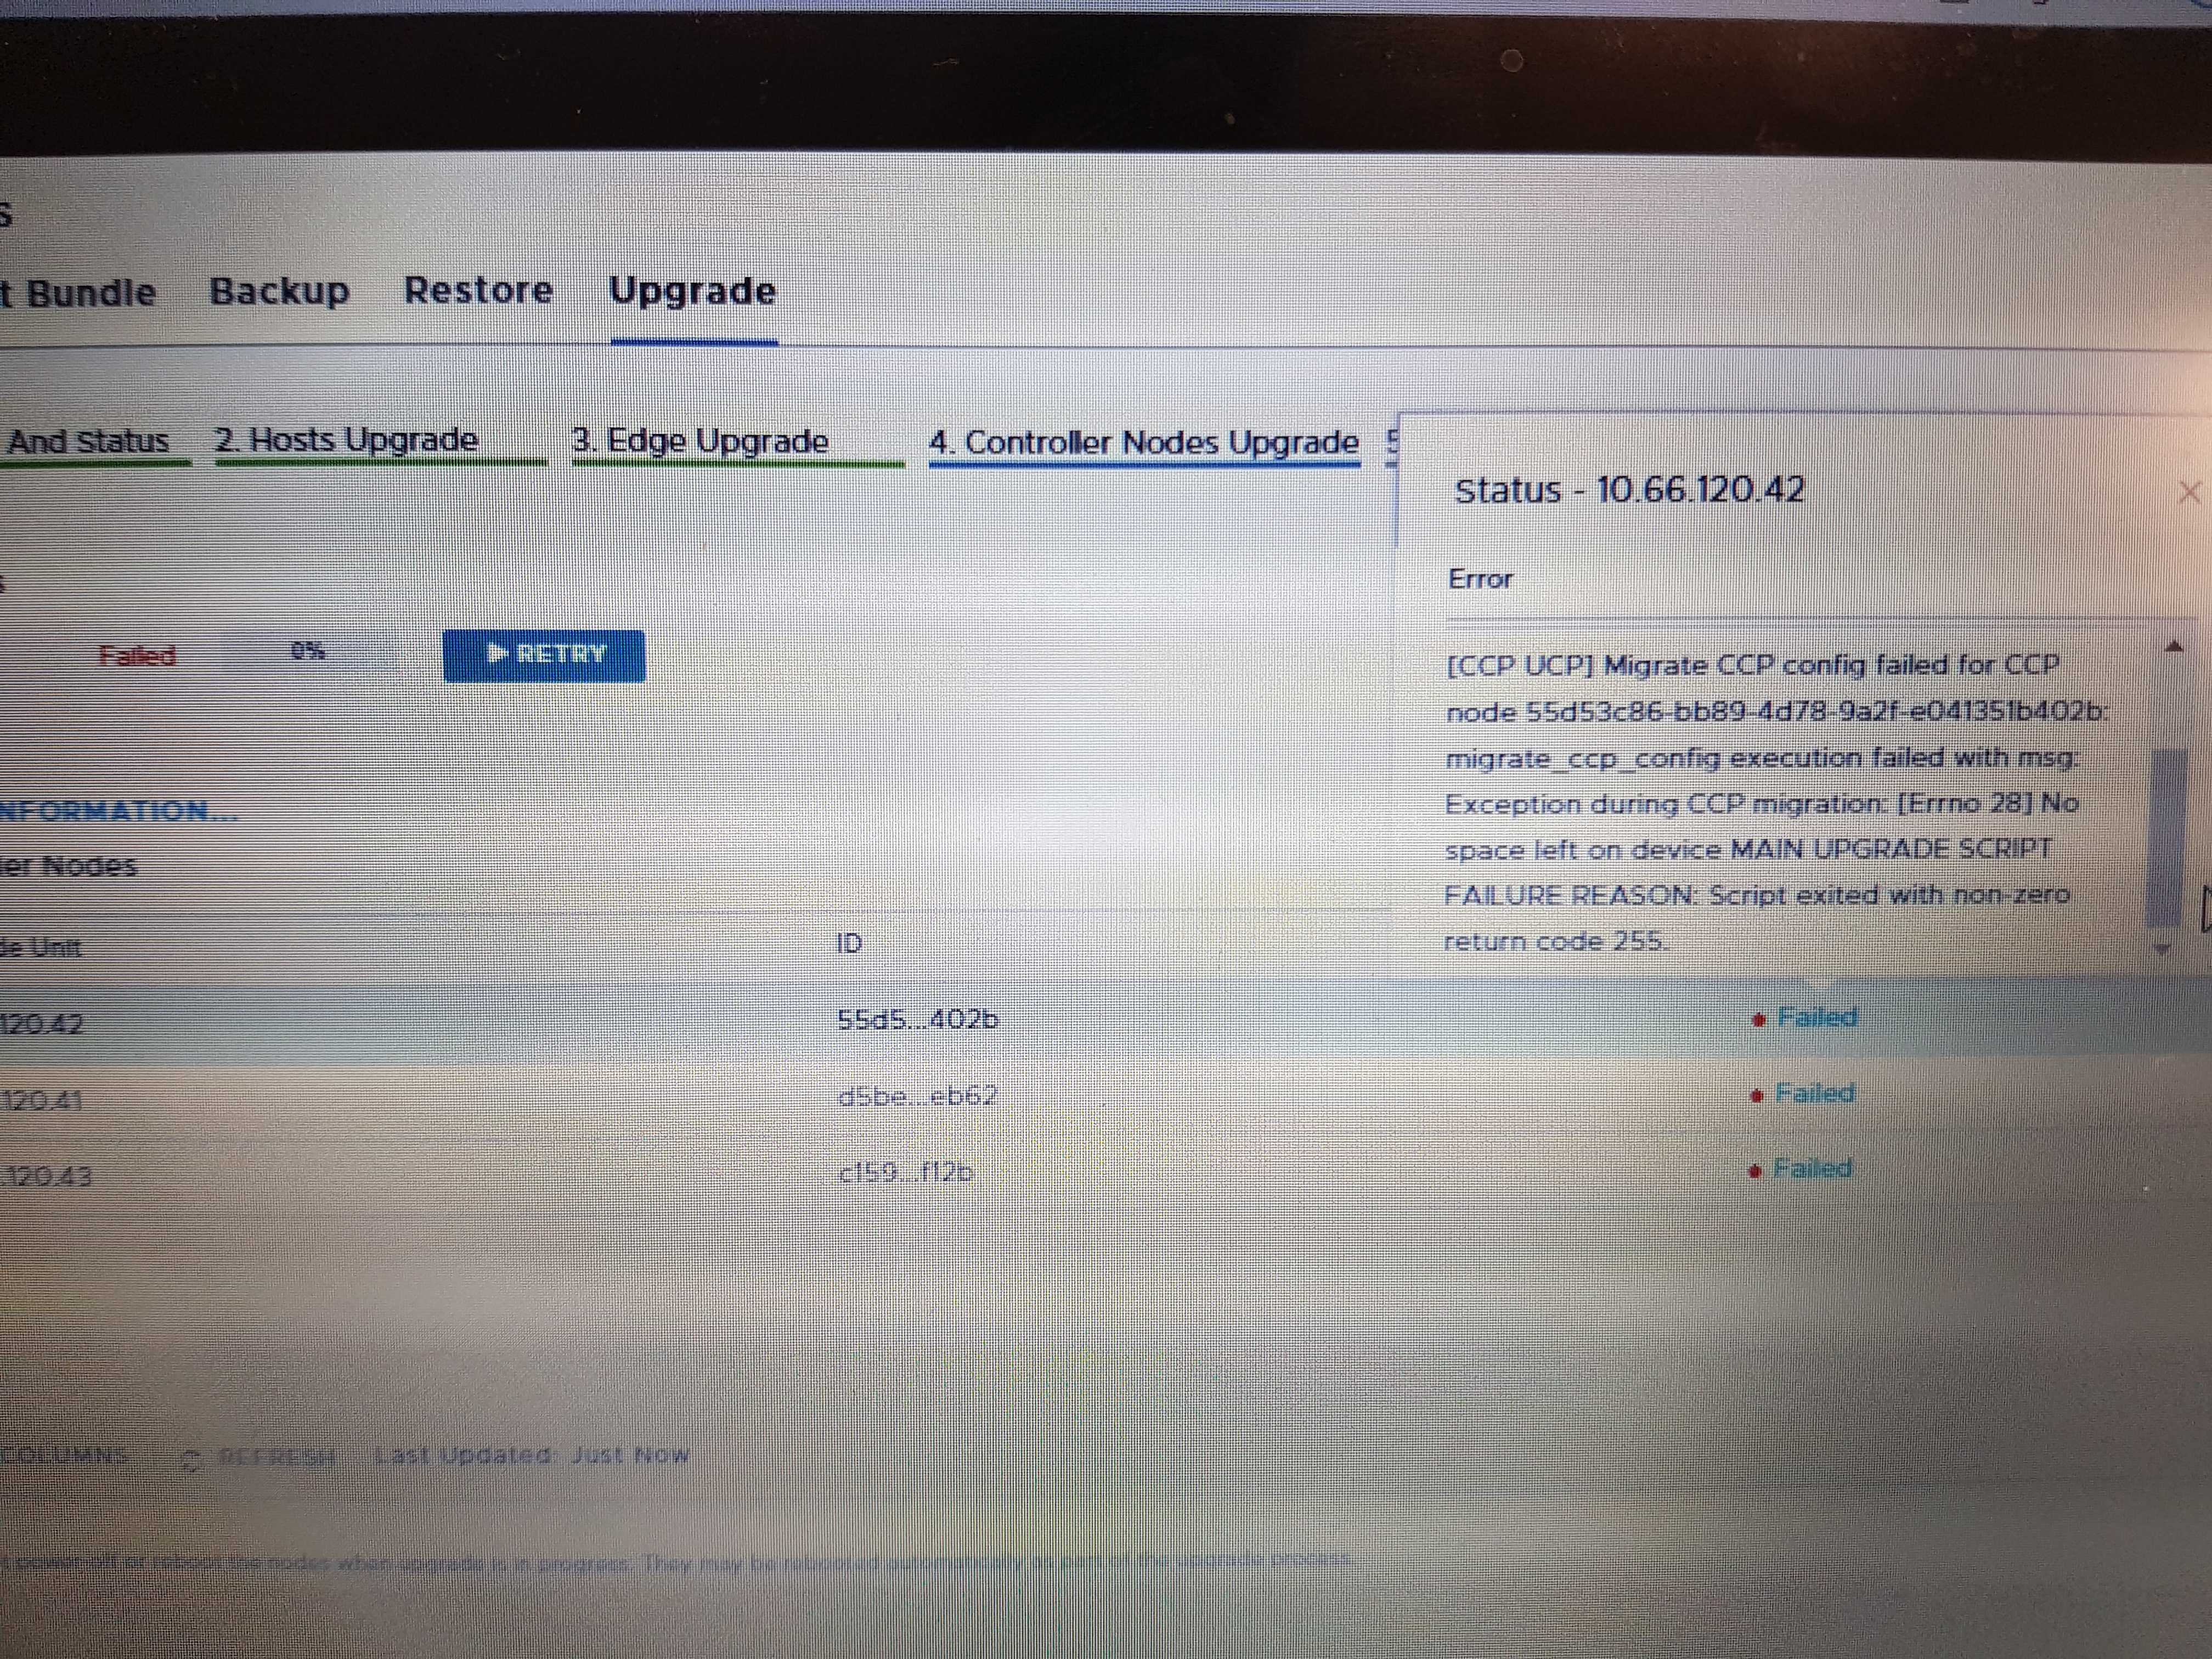 s
t Bundle Backup Restore Upgrade
And Status 2. Hosts Upgrade 3. Edge Upgrade 4. Controller Nodes Upgrade 5
Status - 10.66.120.42
Error
Failed 0% RETRY
[CCP UCP] Migrate CCP config failed for CCP
node 55d53c86-bb89-4d78-9a2f-e041351b402b:
migrate_ccp_config execution failed with msg:
Exception during CCP migration: [Errno 28] No
space left on device MAIN UPGRADE SCRIPT
FAILURE REASON: Script exited with non-zero
return code 255.
NFORMATION...
ler Nodes
de Unit ID
120.42 55d5...402b Failed
.120.41 d5be...eb62 Failed
.120.43 c159...f12b Failed
COLUMNS REFRESH Last Updated: Just Now
power-off or reboot the nodes when upgrade is in progress. They may be rebooted automatically as part of the upgrade process.